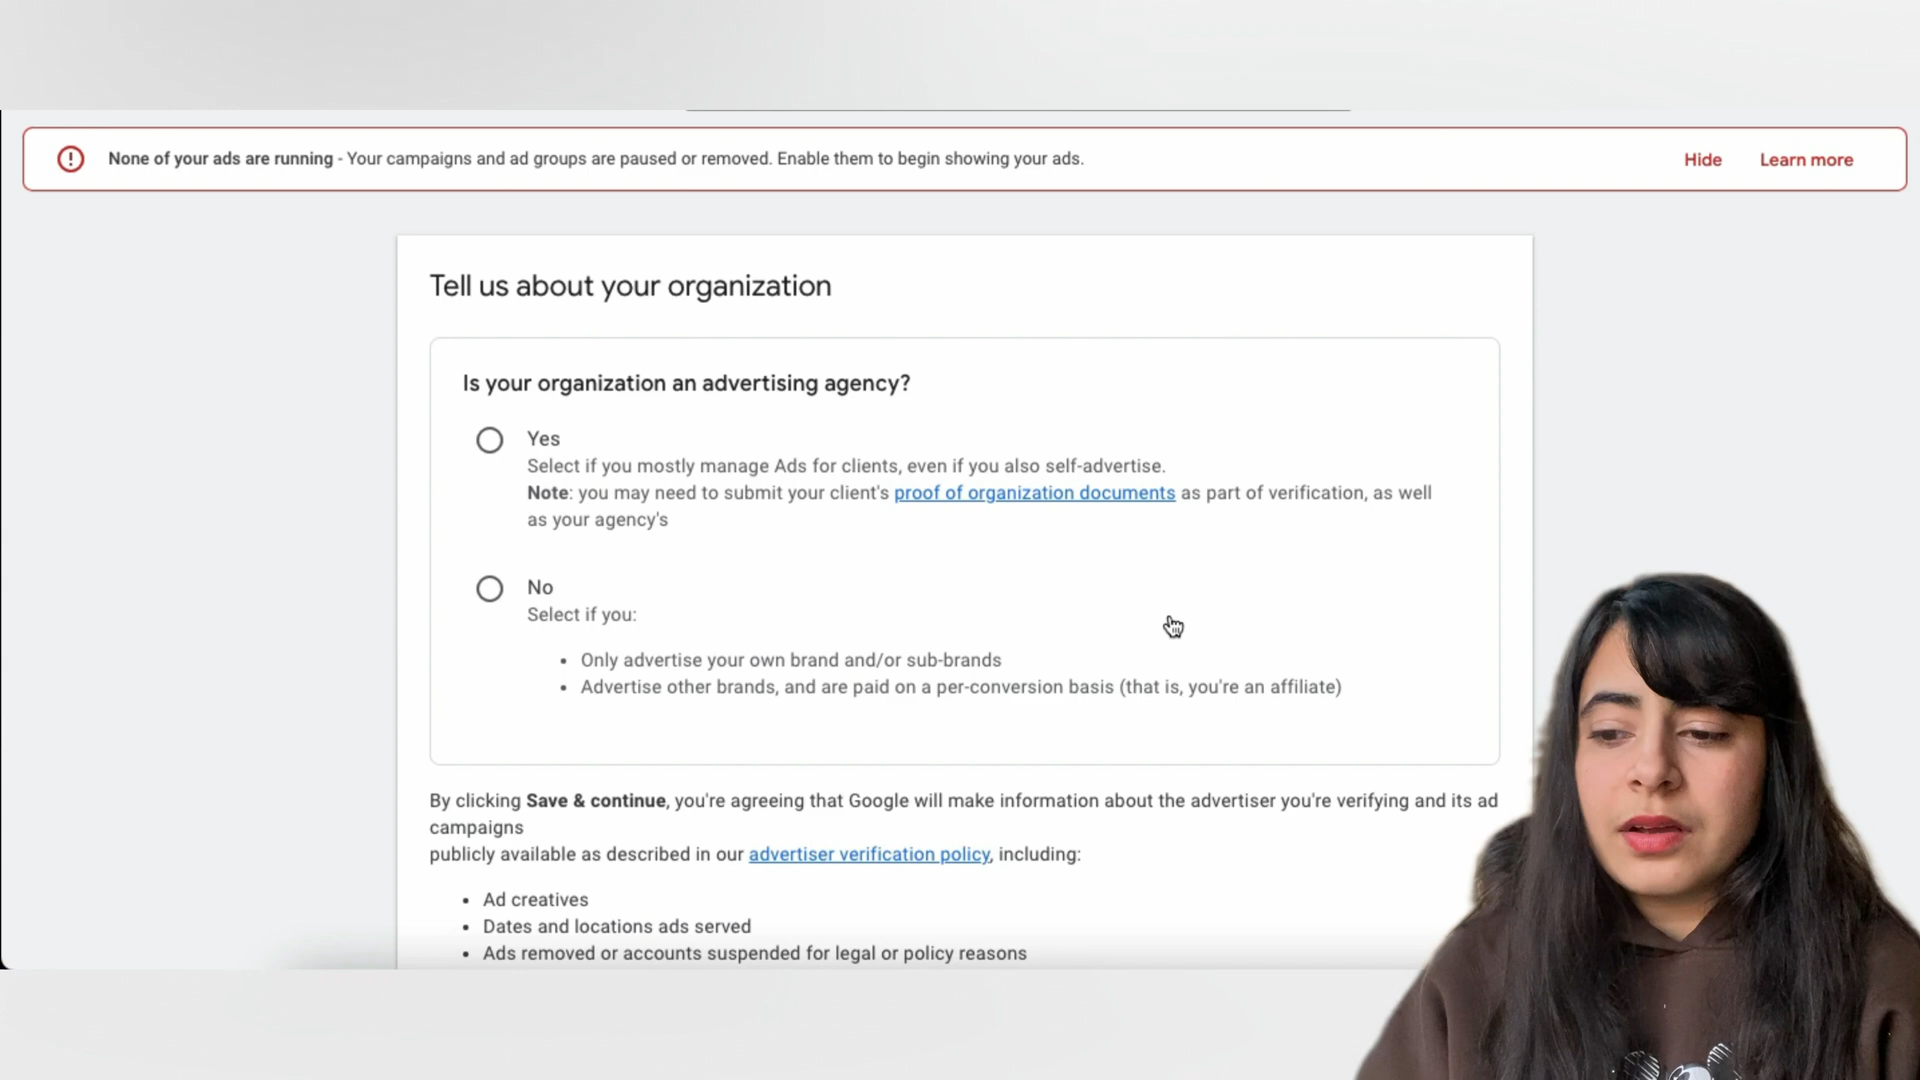 None of your ads are running - Your campaigns and ad groups are paused or removed. Enable them to begin showing your ads.
Hide
Learn more
Tell us about your organization
Is your organization an advertising agency?
Yes
Select if you mostly manage Ads for clients, even if you also self-advertise.
Note: you may need to submit your client's proof of organization documents as part of verification, as well
as your agency's
No
Select if you:
• Only advertise your own brand and/or sub-brands
• Advertise other brands, and are paid on a per-conversion basis (that is, you're an affiliate)
By clicking Save & continue, you're agreeing that Google will make information about the advertiser you're verifying and its ad
campaigns
publicly available as described in our advertiser verification policy, including:
• Ad creatives
• Dates and locations ads served
• Ads removed or accounts suspended for legal or policy reasons